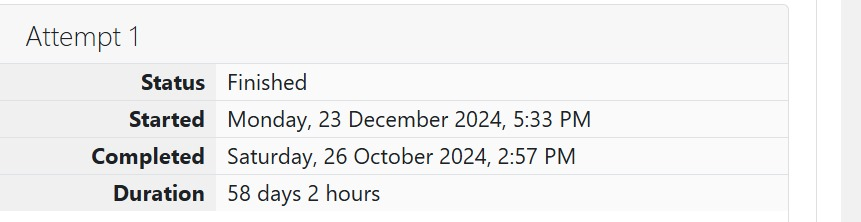 Attempt 1
Status Finished
Started Monday, 23 December 2024, 5:33 PM
Completed Saturday, 26 October 2024, 2:57 PM
Duration 58 days 2 hours